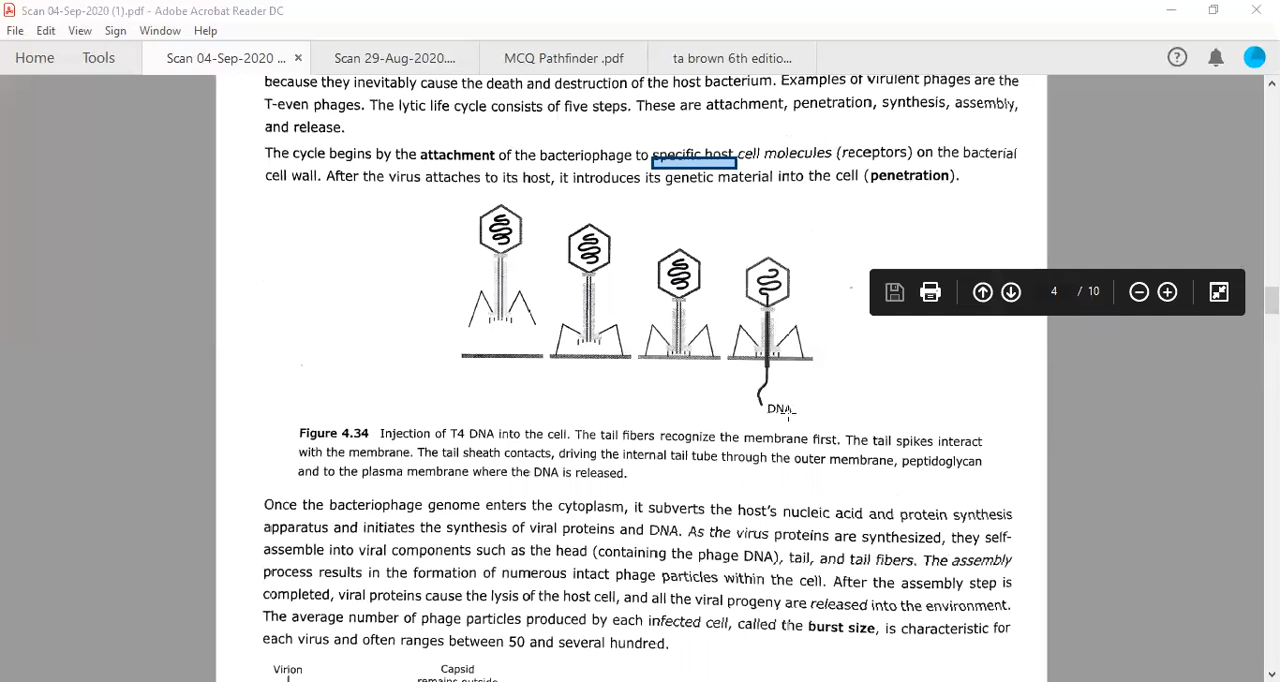 Scan 04-Sep-2020 (1).pdf - Adobe Acrobat Reader DC
File Edit View Sign Window Help
Home Tools Scan 04-Sep-2020 ... × Scan 29-Aug-2020.... MCQ Pathfinder .pdf ta brown 6th editio...
because they inevitably cause the death and destruction of the host bacterium. Examples of virulent phages are the
T-even phages. The lytic life cycle consists of five steps. These are attachment, penetration, synthesis, assembly,
and release.
The cycle begins by the attachment of the bacteriophage to specific host cell molecules (receptors) on the bacterial
cell wall. After the virus attaches to its host, it introduces its genetic material into the cell (penetration).
4 / 10
DNA
Figure 4.34 Injection of T4 DNA into the cell. The tail fibers recognize the membrane first. The tail spikes interact
with the membrane. The tail sheath contacts, driving the internal tail tube through the outer membrane, peptidoglycan
and to the plasma membrane where the DNA is released.
Once the bacteriophage genome enters the cytoplasm, it subverts the host's nucleic acid and protein synthesis
apparatus and initiates the synthesis of viral proteins and DNA. As the virus proteins are synthesized, they self-
assemble into viral components such as the head (containing the phage DNA), tail, and tail fibers. The assembly
process results in the formation of numerous intact phage particles within the cell. After the assembly step is
completed, viral proteins cause the lysis of the host cell, and all the viral progeny are released into the environment.
The average number of phage particles produced by each infected cell, called the burst size, is characteristic for
each virus and often ranges between 50 and several hundred.
Virion Capsid
remains outside